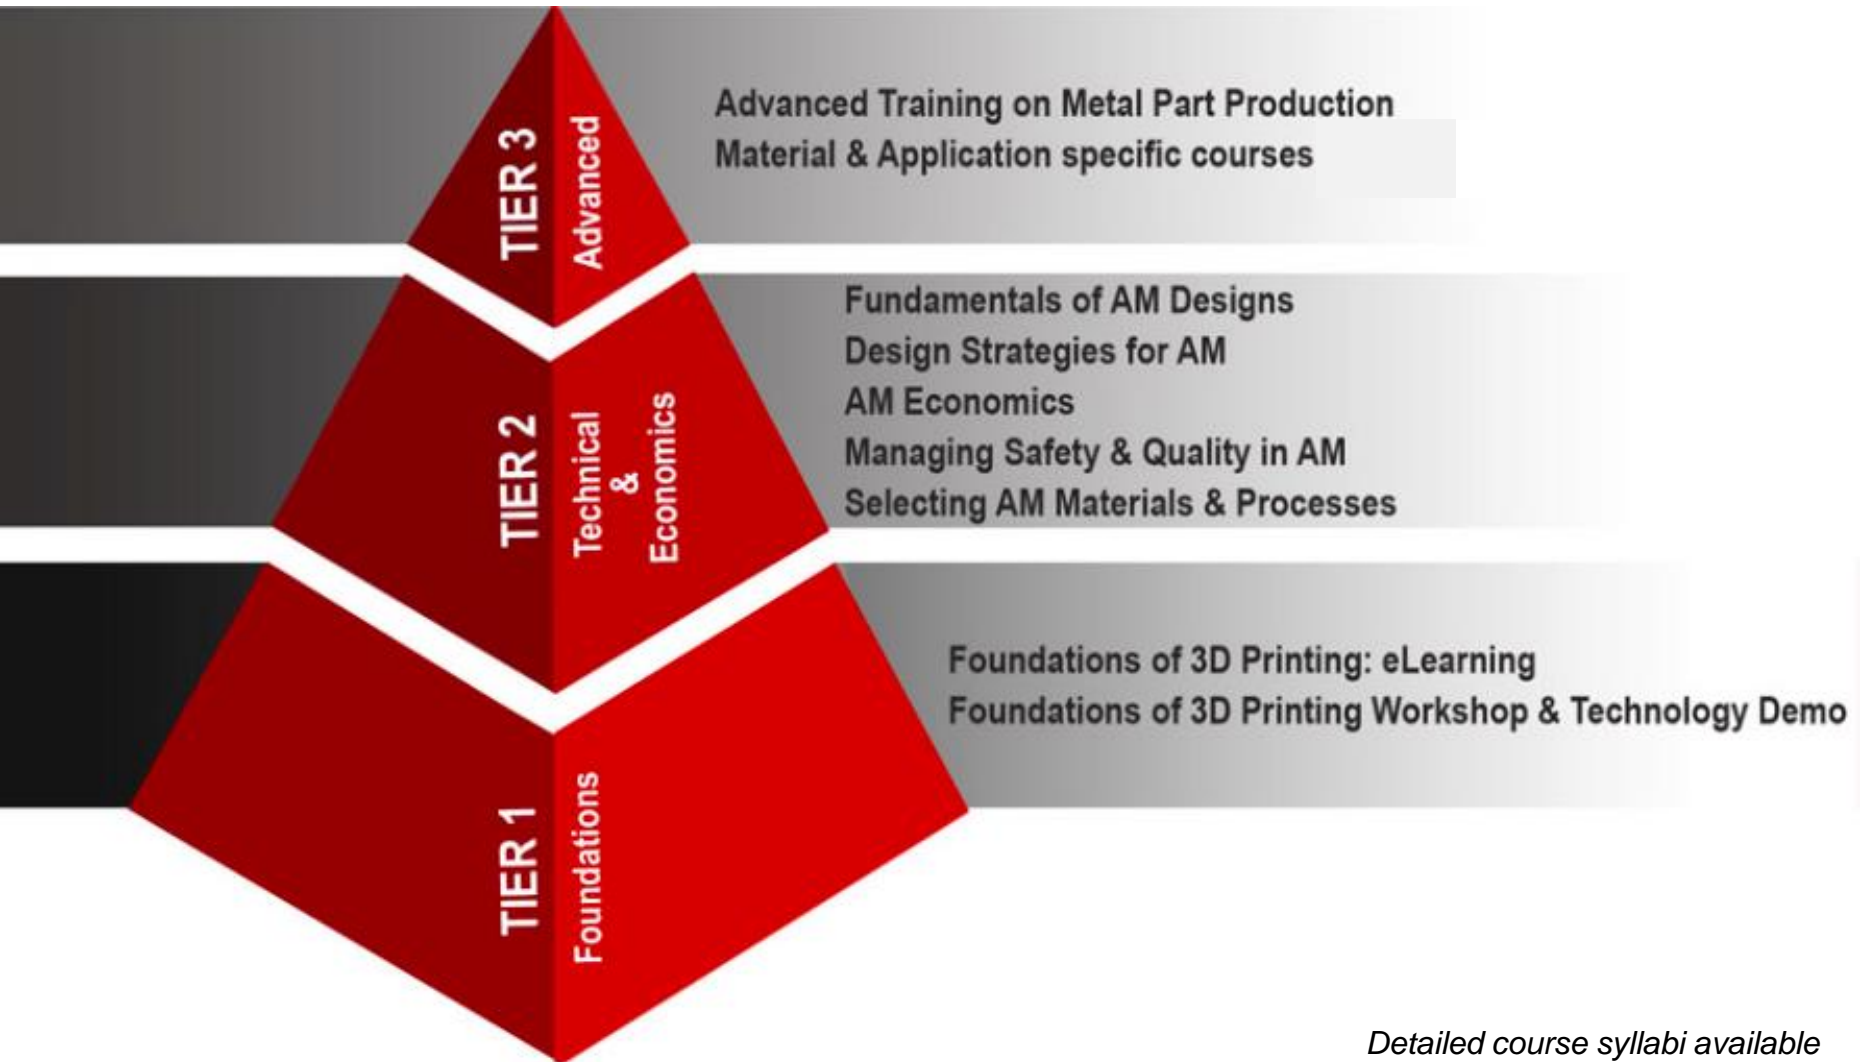 TIER 3
Advanced
Advanced Training on Metal Part Production
Material & Application specific courses
TIER 2
Technical
&
Economics
Fundamentals of AM Designs
Design Strategies for AM
AM Economics
Managing Safety & Quality in AM
Selecting AM Materials & Processes
TIER 1
Foundations
Foundations of 3D Printing: eLearning
Foundations of 3D Printing Workshop & Technology Demo
Detailed course syllabi available